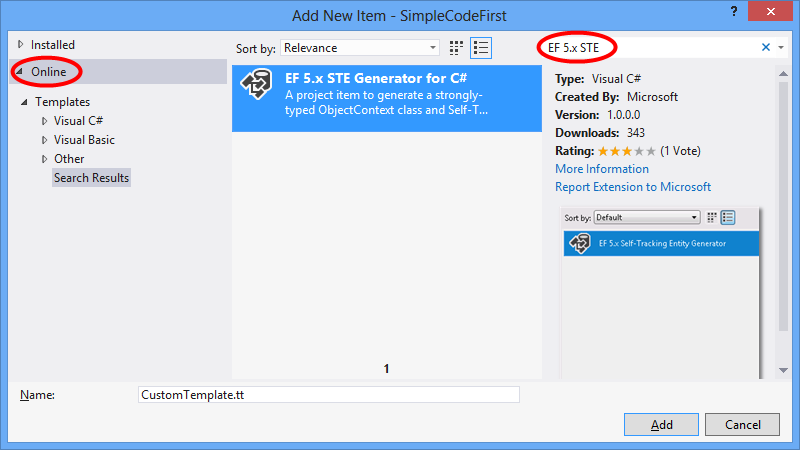 Add New Item - SimpleCodeFirst
?
Installed
Online
Templates
Visual C#
Visual Basic
Other
Search Results
Sort by: Relevance
EF 5.x STE Generator for C#
A project item to generate a strongly-
typed ObjectContext class and Self-T...
1
EF 5.x STE
Type: Visual C#
Created By: Microsoft
Version: 1.0.0.0
Downloads: 343
Rating: (1 Vote)
More Information
Report Extension to Microsoft
Sort by: Default
EF 5.x Self-Tracking Entity Generator
Name: CustomTemplate.tt
Add Cancel